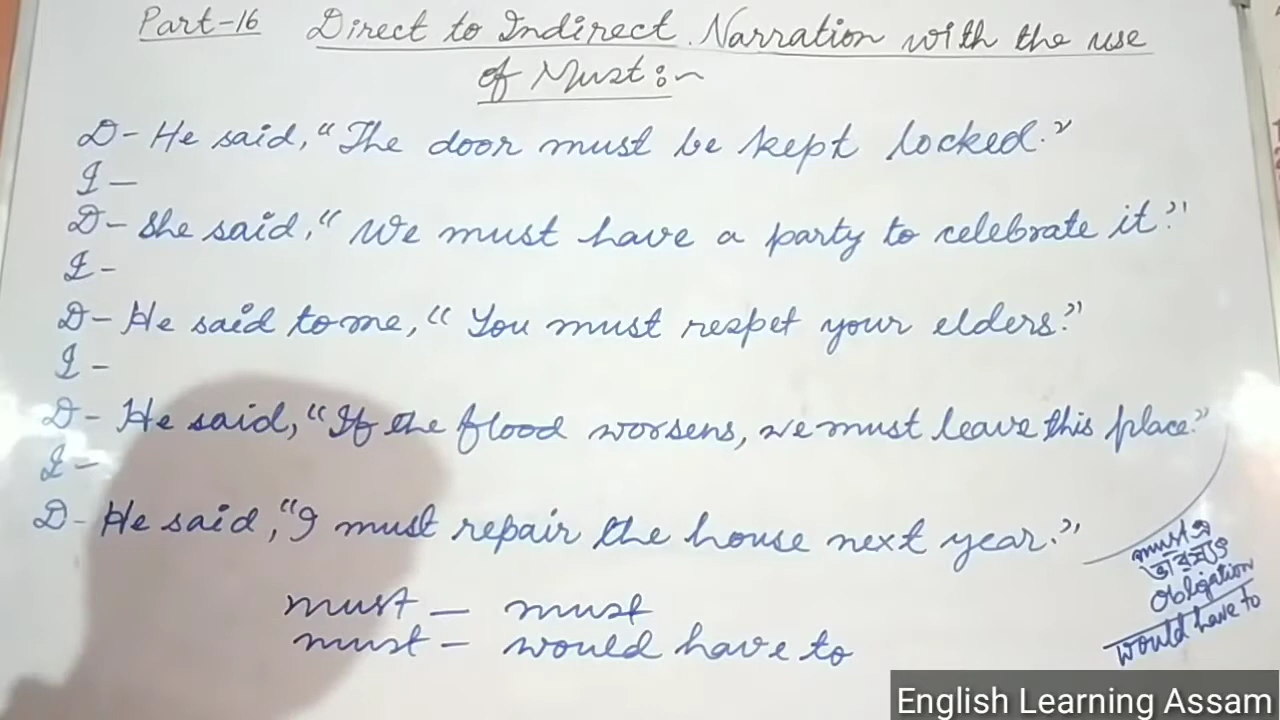 Part-16 Direct to Indirect Narration with the use
of Must:~
D- He said, "The door must be kept locked."
I-
D- She said, "We must have a party to celebrate it."
I-
D- He said to me, "You must respet your elders."
I-
D- He said, "If the flood worsens, we must leave this place."
I-
D- He said, "I must repair the house next year."
must এ
ভবিষ্যৎ
obligation
would have to
must - must
must - would have to
English Learning Assam